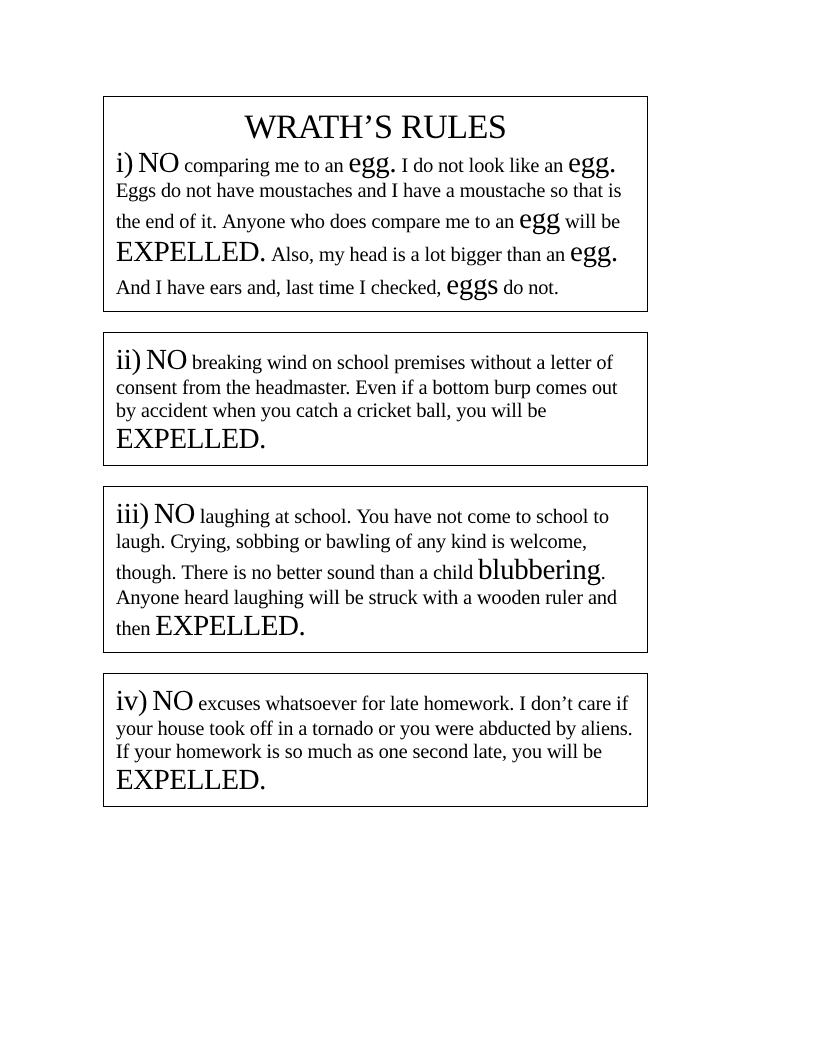 WRATH’S RULES
i) NO comparing me to an egg. I do not look like an egg.
Eggs do not have moustaches and I have a moustache so that is
the end of it. Anyone who does compare me to an egg will be
EXPELLED. Also, my head is a lot bigger than an egg.
And I have ears and, last time I checked, eggs do not.
ii) NO breaking wind on school premises without a letter of
consent from the headmaster. Even if a bottom burp comes out
by accident when you catch a cricket ball, you will be
EXPELLED.
iii) NO laughing at school. You have not come to school to
laugh. Crying, sobbing or bawling of any kind is welcome,
though. There is no better sound than a child blubbering.
Anyone heard laughing will be struck with a wooden ruler and
then EXPELLED.
iv) NO excuses whatsoever for late homework. I don’t care if
your house took off in a tornado or you were abducted by aliens.
If your homework is so much as one second late, you will be
EXPELLED.